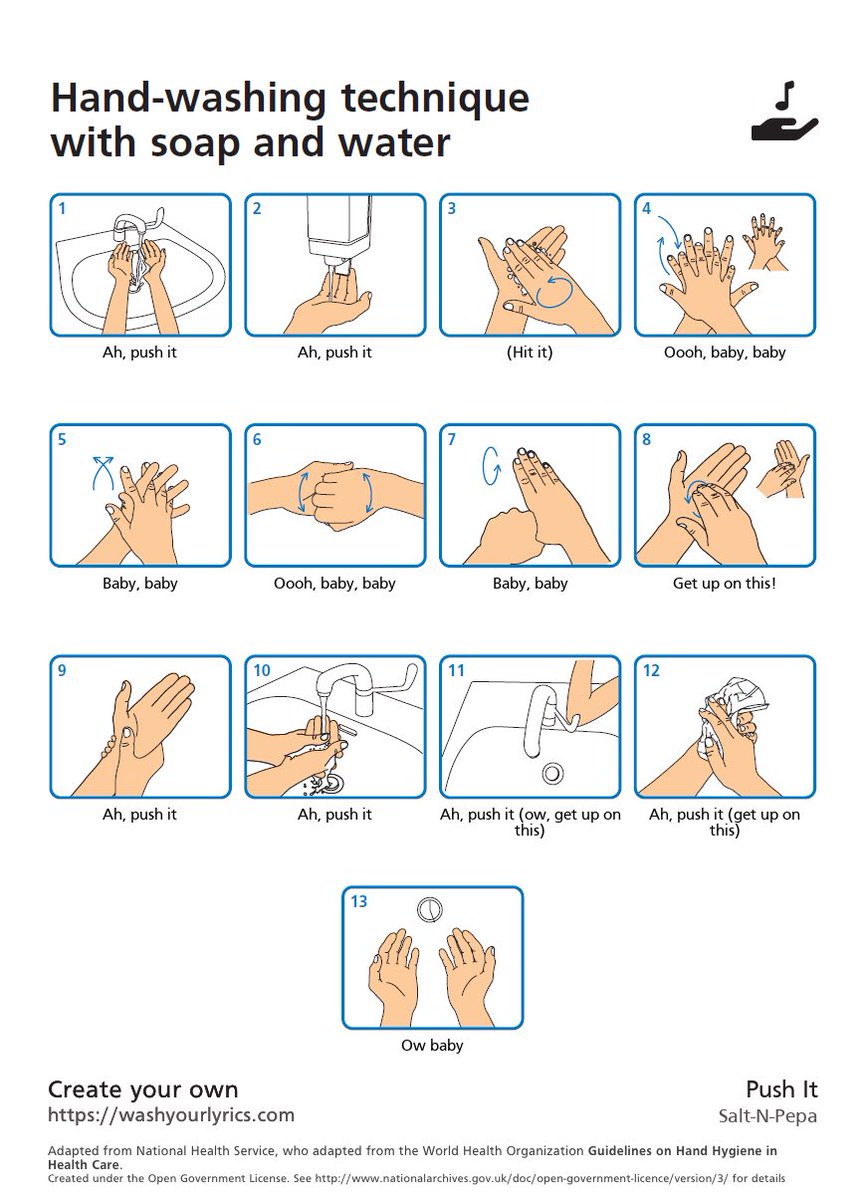 Hand-washing technique
with soap and water
1
2
3
4
Ah, push it
Ah, push it
(Hit it)
Oooh, baby, baby
5
6
7
8
Baby, baby
Oooh, baby, baby
Baby, baby
Get up on this!
9
10
11
12
Ah, push it
Ah, push it
Ah, push it (ow, get up on
this)
Ah, push it (get up on
this)
13
Ow baby
Create your own
https://washyourlyrics.com
Push It
Salt-N-Pepa
Adapted from National Health Service, who adapted from the World Health Organization Guidelines on Hand Hygiene in
Health Care.
Created under the Open Government License. See http://www.nationalarchives.gov.uk/doc/open-government-licence/version/3/ for details